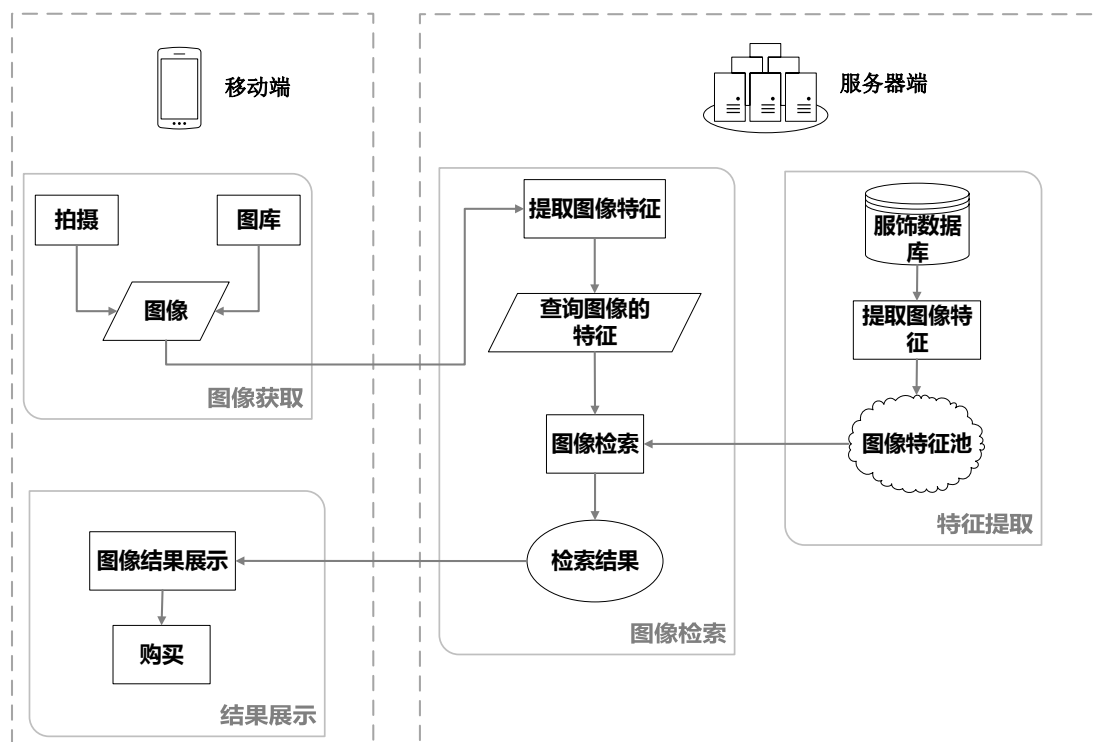 移动端
服务器端
拍摄
图库
图像
图像获取
提取图像特征
查询图像的
特征
图像检索
检索结果
图像检索
服饰数据
库
提取图像特
征
图像特征池
特征提取
图像结果展示
购买
结果展示